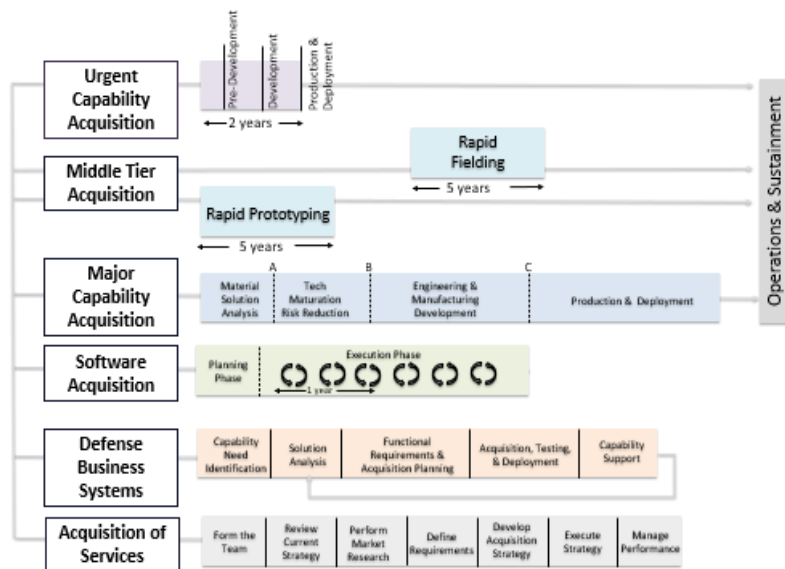 Urgent
Capability
Acquisition
Pre-Development
Development
Production &
Deployment
2 years
Middle Tier
Acquisition
Rapid
Fielding
5 years
Rapid Prototyping
5 years
Major
Capability
Acquisition
A
B
C
Material
Solution
Analysis
Tech
Maturation
Risk Reduction
Engineering &
Manufacturing
Development
Production & Deployment
Operations & Sustainment
Software
Acquisition
Planning
Phase
Execution Phase
1 year
Defense
Business
Systems
Capability
Need
Identification
Solution
Analysis
Functional
Requirements &
Acquisition Planning
Acquisition, Testing,
& Deployment
Capability
Support
Acquisition of
Services
Form the
Team
Review
Current
Strategy
Perform
Market
Research
Define
Requirements
Develop
Acquisition
Strategy
Execute
Strategy
Manage
Performance